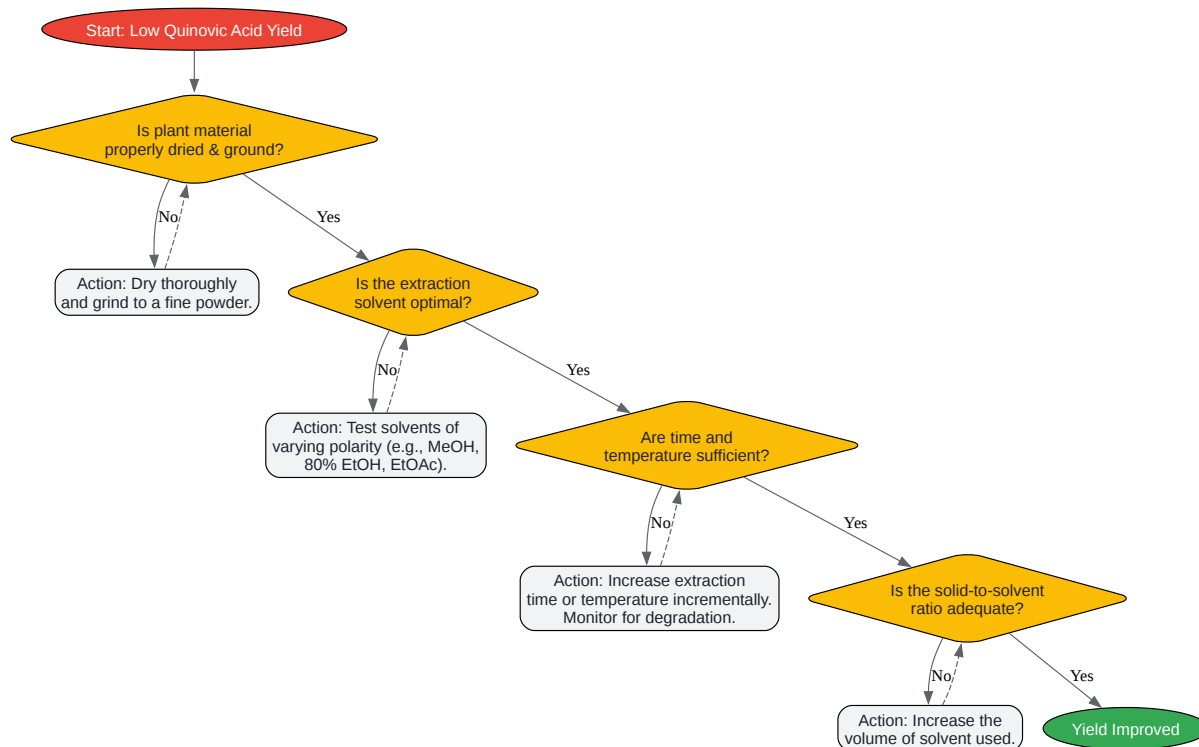 Start: Low Quinovic Acid Yield
Is plant material
properly dried & ground?
No
Yes
Action: Dry thoroughly
and grind to a fine powder.
Is the extraction
solvent optimal?
No
Yes
Action: Test solvents of
varying polarity (e.g., MeOH,
80% EtOH, EtOAc).
Are time and
temperature sufficient?
No
Yes
Action: Increase extraction
time or temperature incrementally.
Monitor for degradation.
Is the solid-to-solvent
ratio adequate?
No
Yes
Action: Increase the
volume of solvent used.
Yield Improved